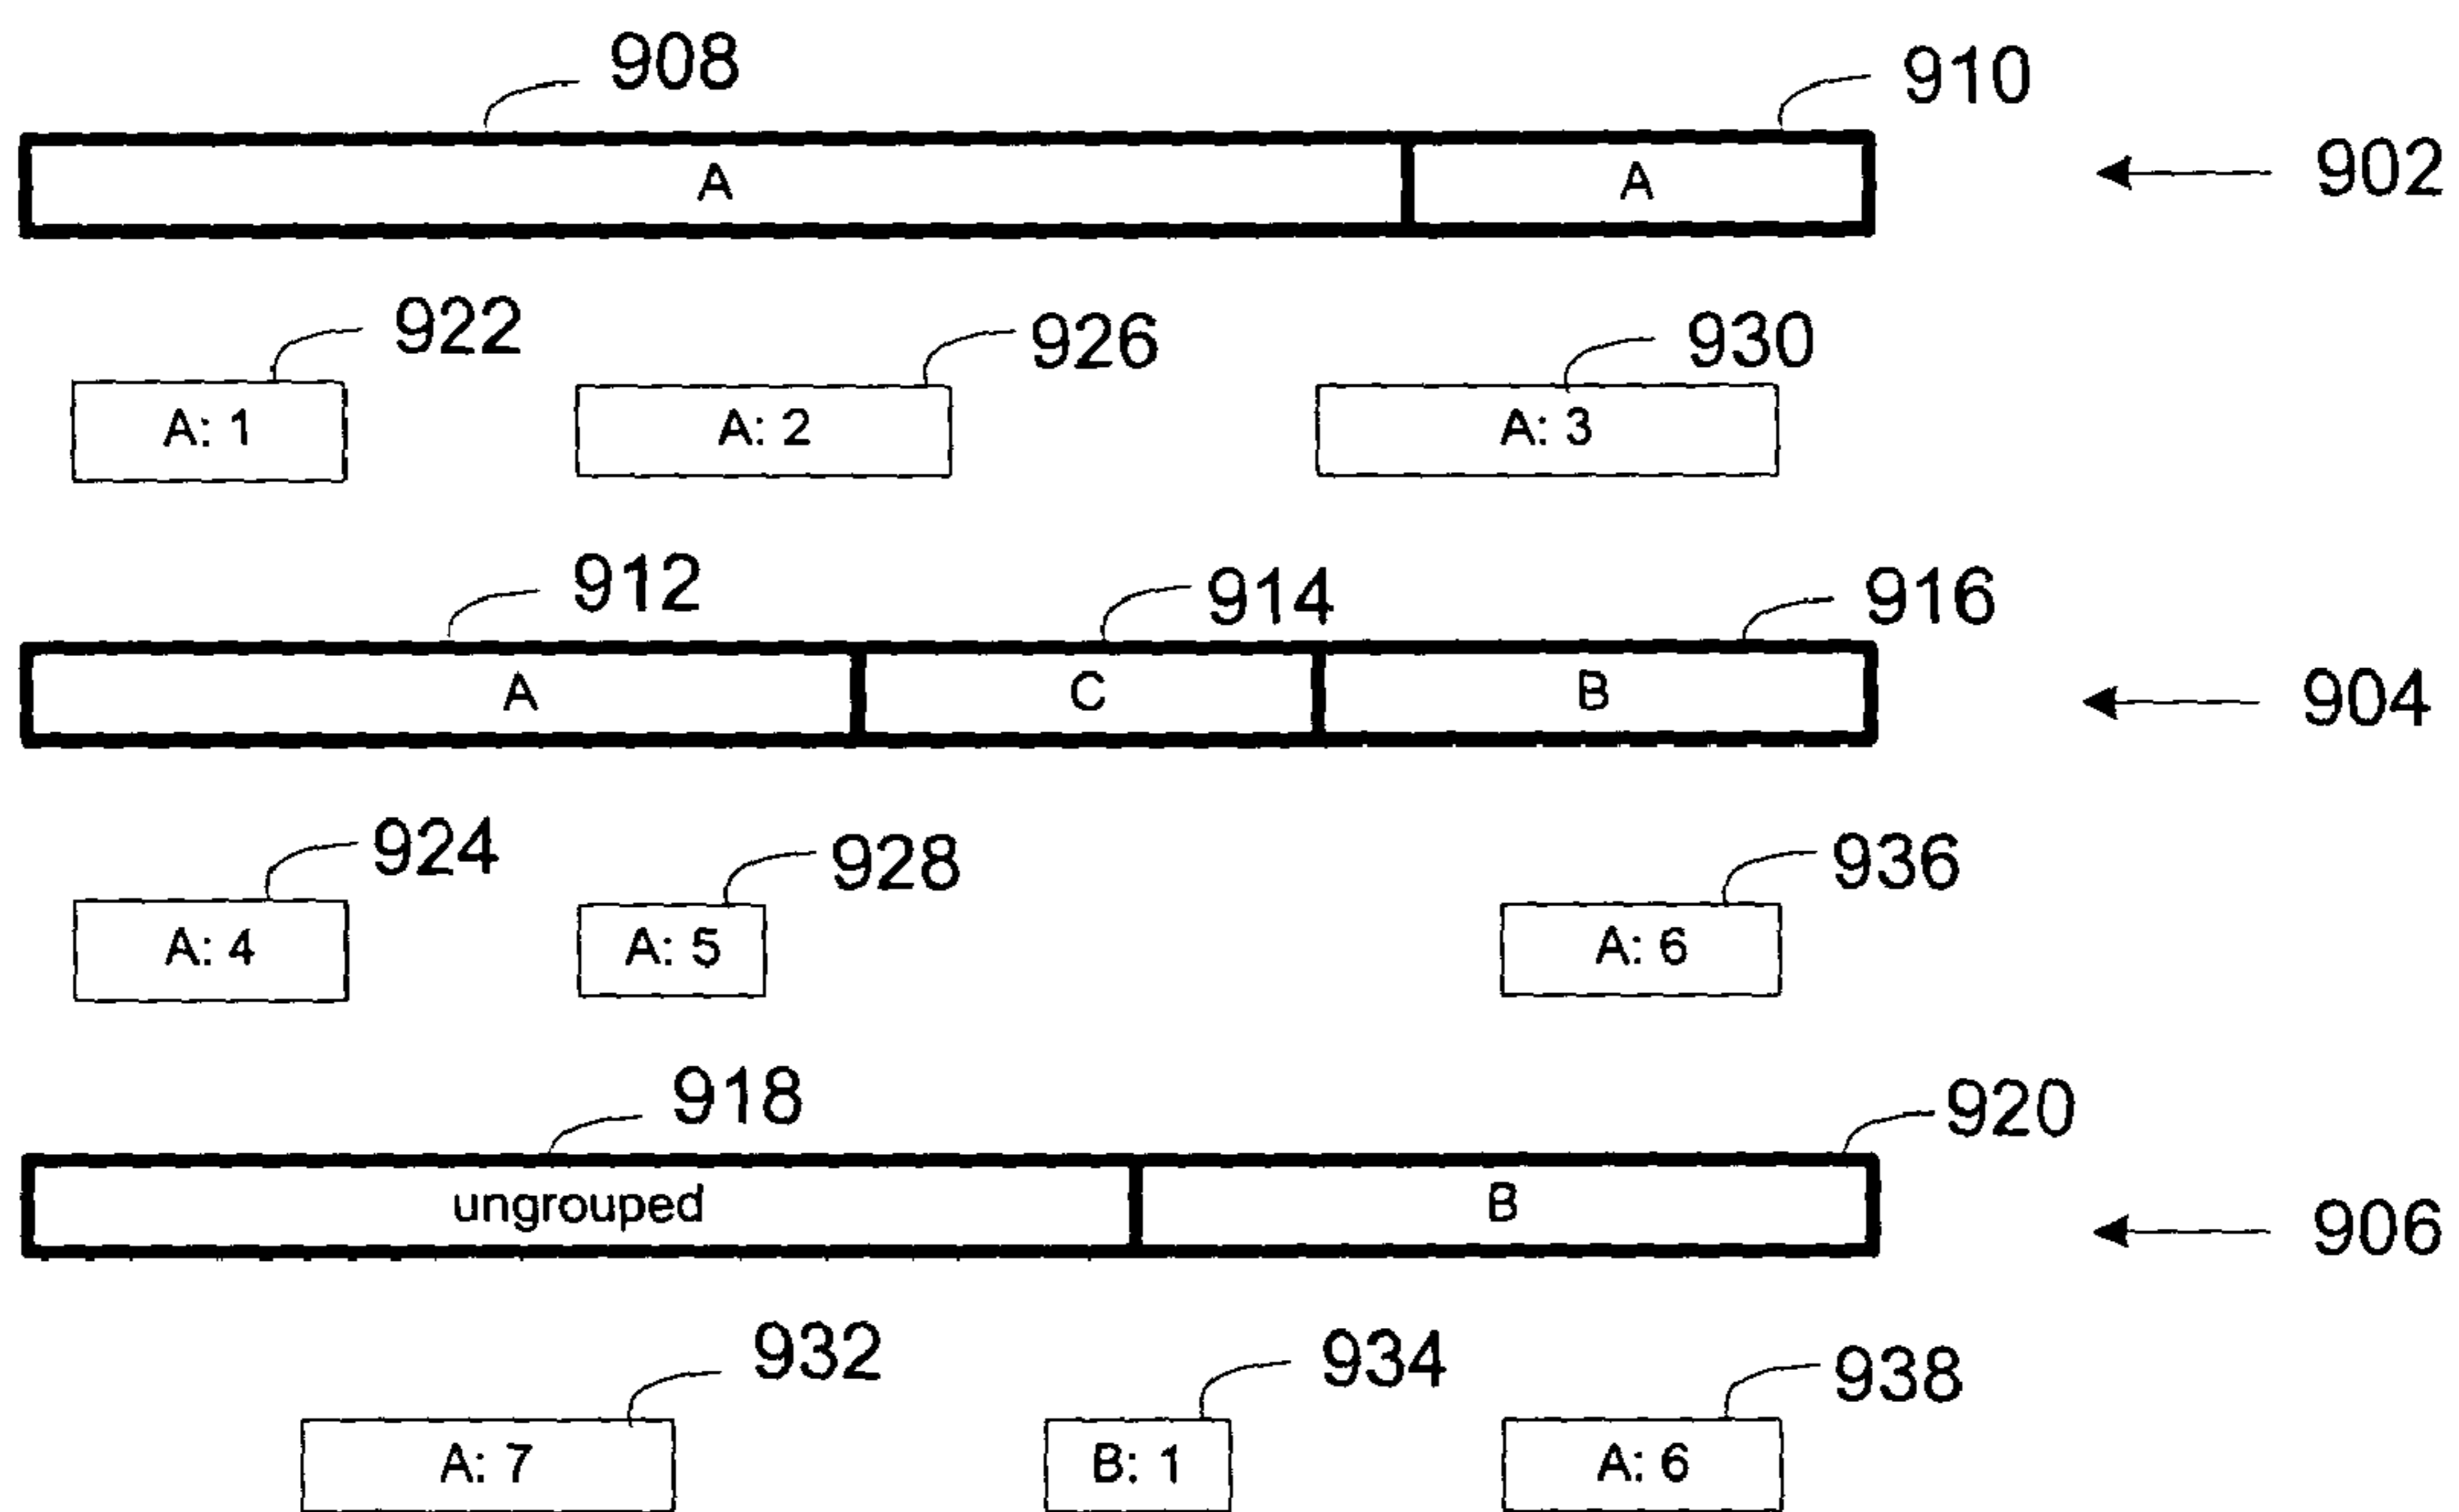 908 910
A A 902
922 926 930
A: 1 A: 2 A: 3
912 914 916
A C B 904
924 928 936
A: 4 A: 5 A: 6
918 920
ungrouped B 906
932 934 938
A: 7 B: 1 A: 6